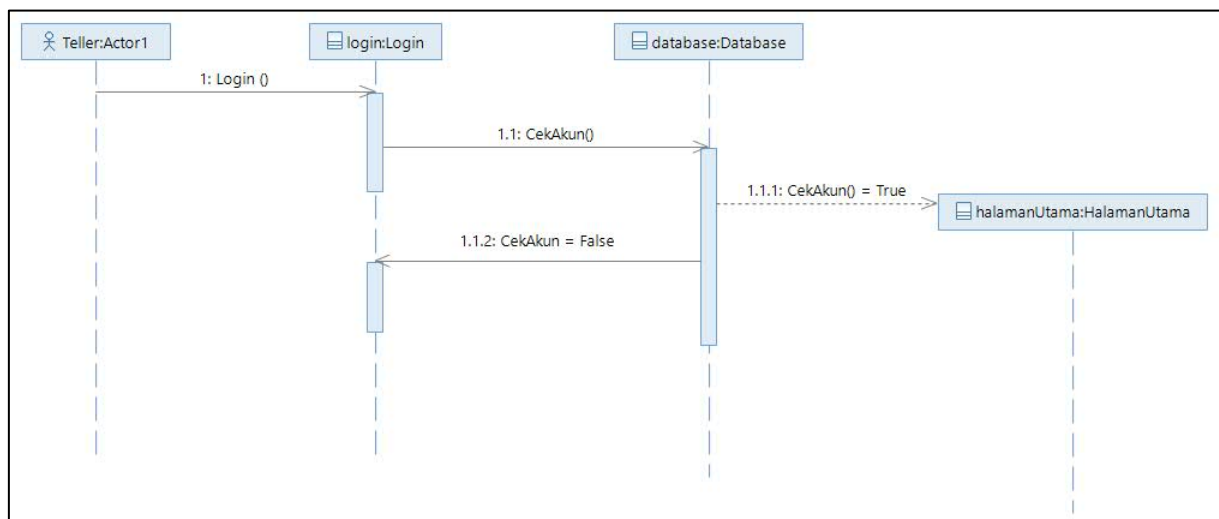 Teller:Actor1
login:Login
database:Database
1: Login ()
1.1: CekAkun()
1.1.1: CekAkun() = True
halamanUtama:HalamanUtama
1.1.2: CekAkun = False